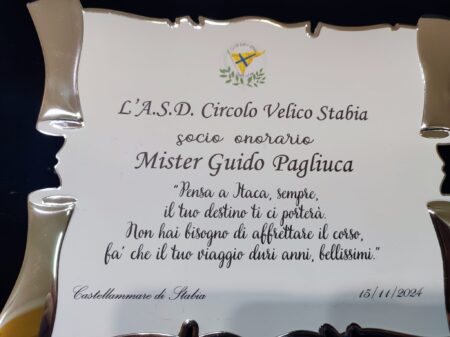 L'A.S.D. Circolo Velico Stabia
socio onorario
Mister Guido Pagliuca
"Pensa a Itaca, sempre,
il tuo destino ti ci porterà.
Non hai bisogno di affrettare il corso,
fa' che il tuo viaggio duri anni, bellissimi."
Castellammare di Stabia
15/11/2024